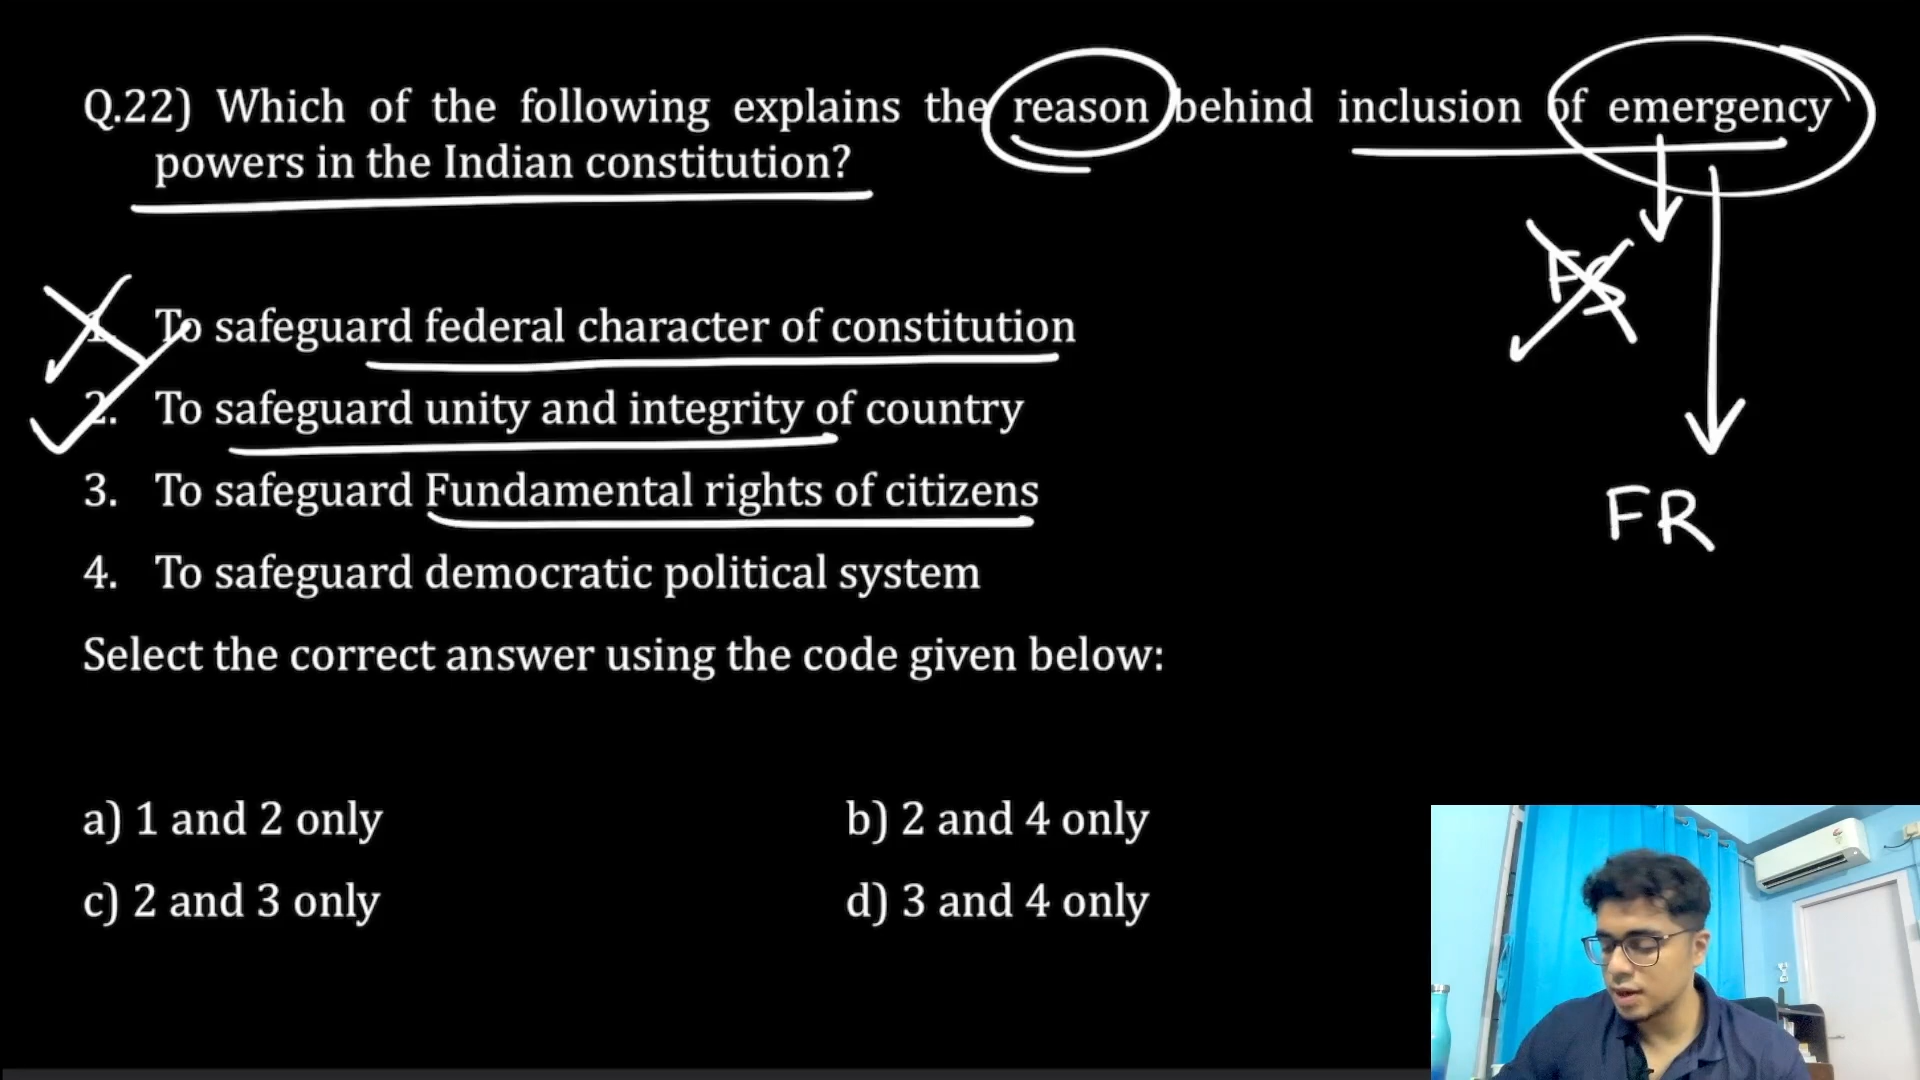 Q.22) Which of the following explains the reason behind inclusion of emergency
powers in the Indian constitution?
FS
1. To safeguard federal character of constitution
2. To safeguard unity and integrity of country
3. To safeguard Fundamental rights of citizens
FR
4. To safeguard democratic political system
Select the correct answer using the code given below:
a) 1 and 2 only
b) 2 and 4 only
c) 2 and 3 only
d) 3 and 4 only